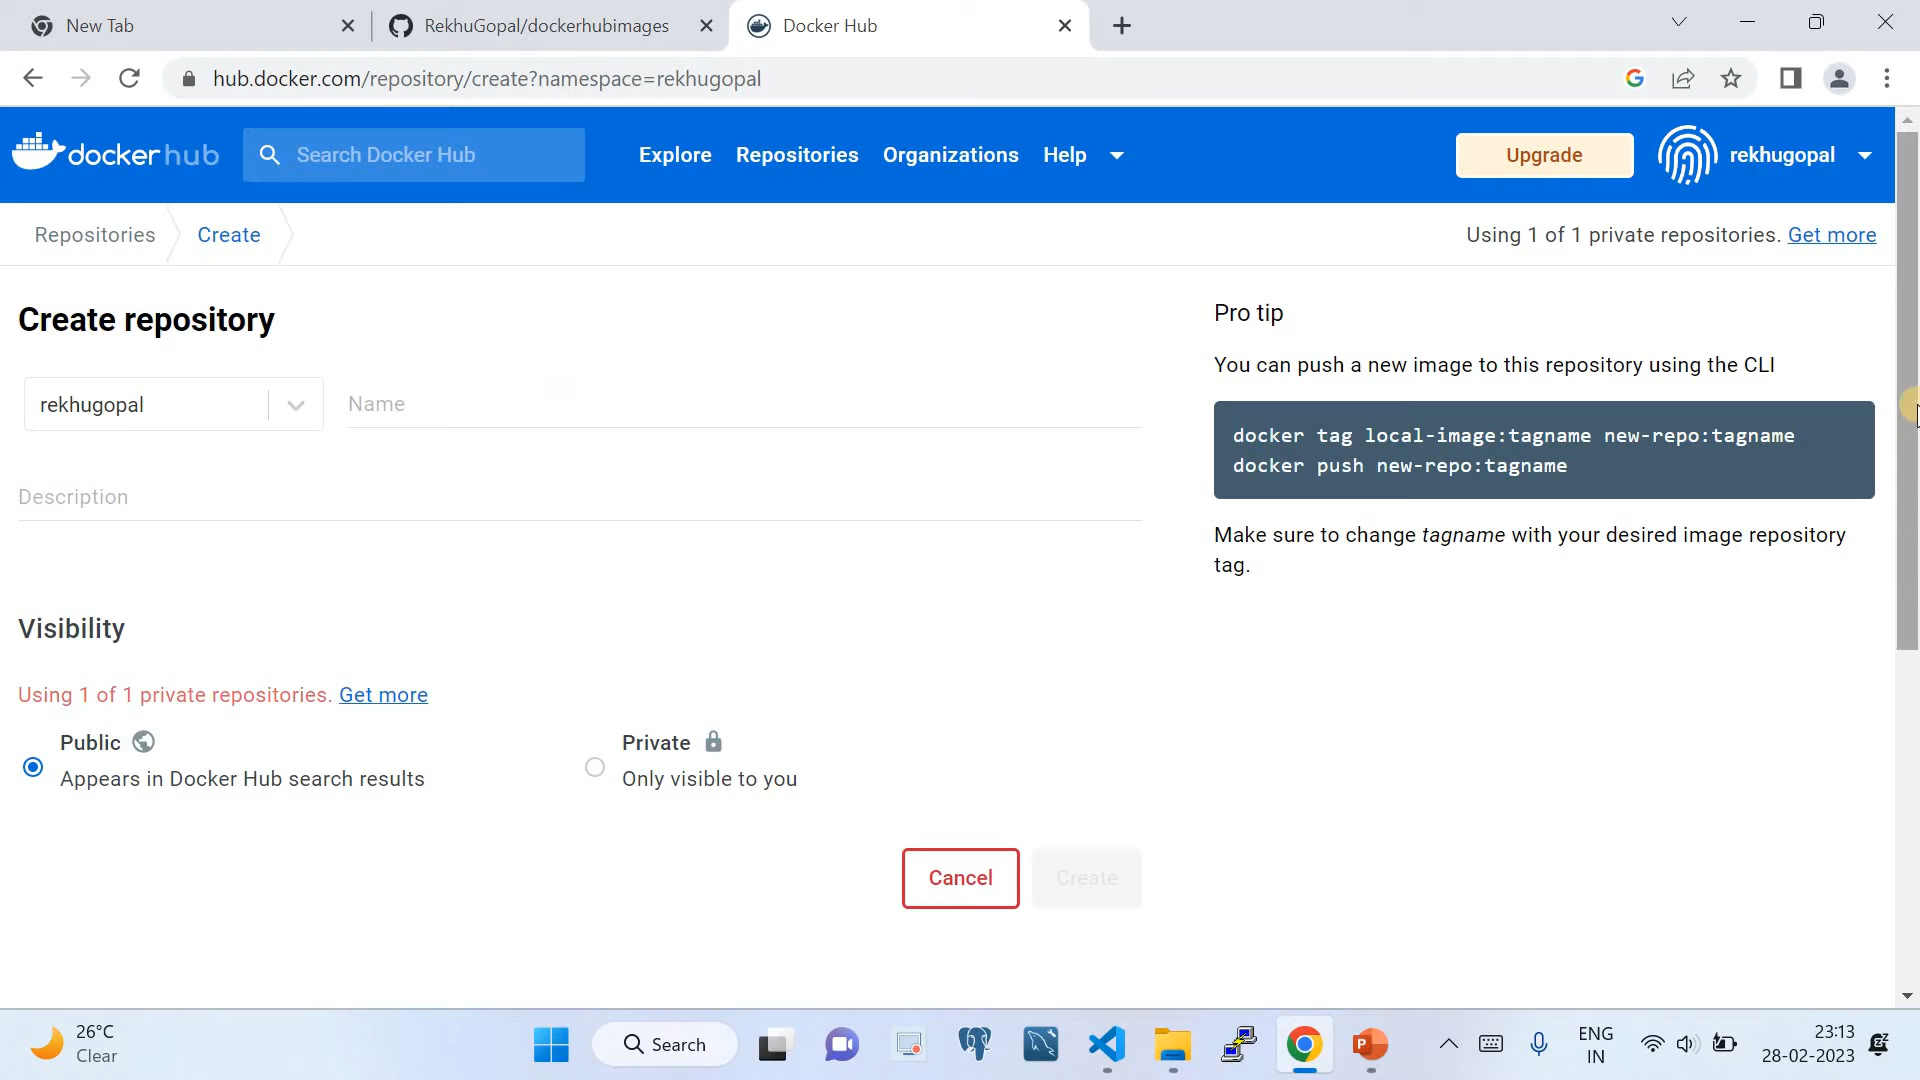 New Tab
RekhuGopal/dockerhubimages
Docker Hub
hub.docker.com/repository/create?namespace=rekhugopal
docker hub
Search Docker Hub
Explore
Repositories
Organizations
Help
Upgrade
rekhugopal
Repositories
Create
Using 1 of 1 private repositories. Get more
Create repository
rekhugopal
Name
Description
Visibility
Using 1 of 1 private repositories. Get more
Public
Appears in Docker Hub search results
Private
Only visible to you
Cancel
Create
Pro tip
You can push a new image to this repository using the CLI
docker tag local-image:tagname new-repo:tagname
docker push new-repo:tagname
Make sure to change tagname with your desired image repository
tag.
26°C
Clear
Search
ENG
IN
23:13
28-02-2023